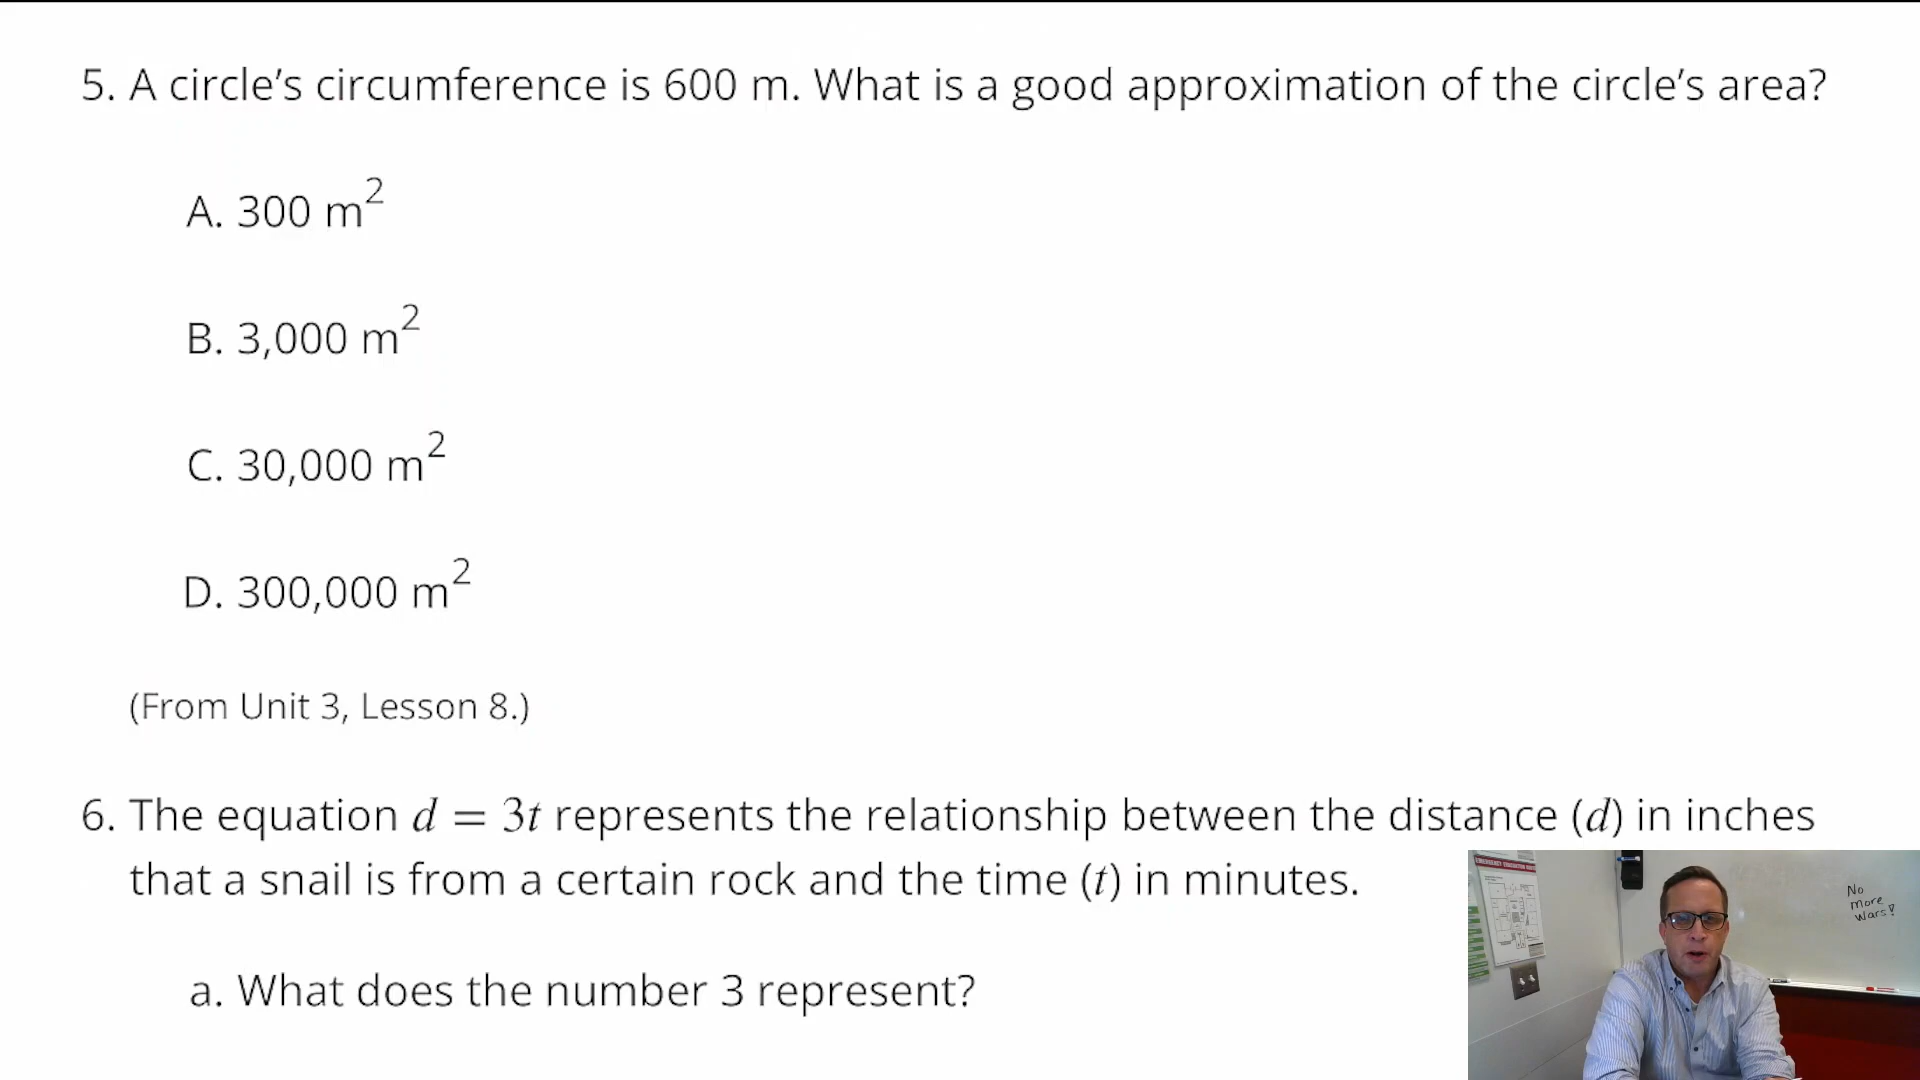 5. A circle’s circumference is 600 m. What is a good approximation of the circle’s area?
A. 300 m²
B. 3,000 m²
C. 30,000 m²
D. 300,000 m²
(From Unit 3, Lesson 8.)
6. The equation d = 3t represents the relationship between the distance (d) in inches
that a snail is from a certain rock and the time (t) in minutes.
a. What does the number 3 represent?
No
more
wars!